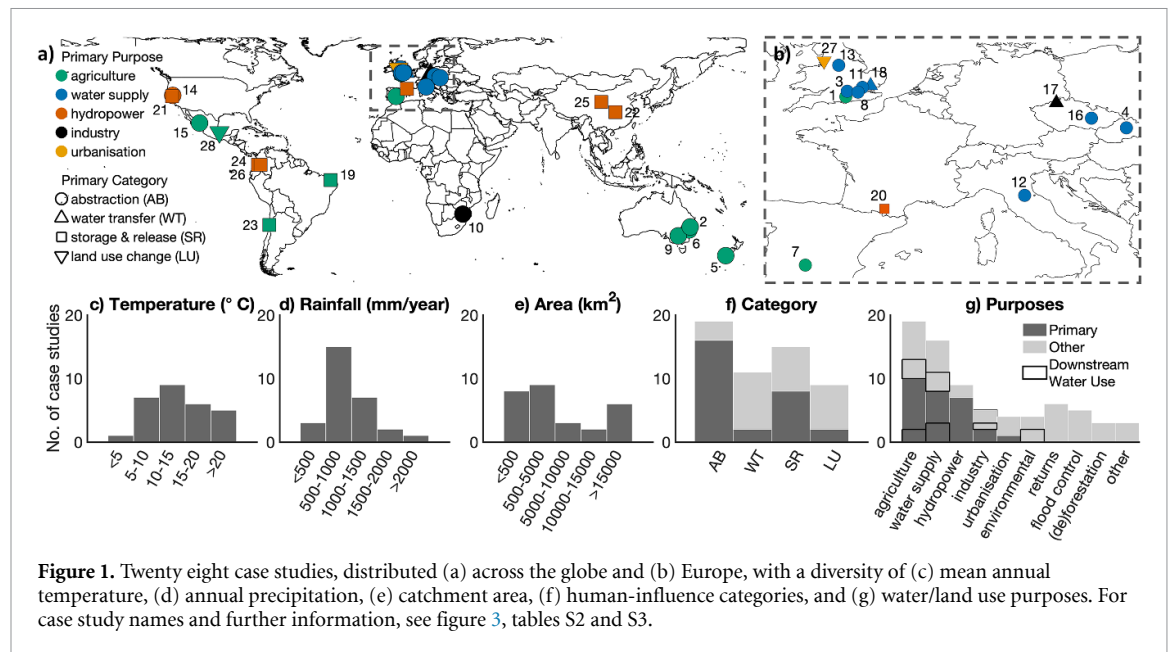 a)
Primary Purpose
agriculture
water supply
hydropower
industry
urbanisation
Primary Category
abstraction (AB)
water transfer (WT)
storage & release (SR)
land use change (LU)
14
21
15
28
24
26
19
23
10
25
22
2
9
6
5
b)
27
13
3
11
18
1
8
17
16
4
12
20
7
c) Temperature (° C)
d) Rainfall (mm/year)
e) Area (km2)
f) Category
g) Purposes
No. of case studies
20
10
0
<5
5-10
10-15
15-20
>20
20
10
0
<500
500-1000
1000-1500
1500-2000
>2000
20
10
0
<500
500-5000
5000-10000
10000-15000
>15000
20
10
0
AB
WT
SR
LU
20
10
0
Primary
Other
Downstream
Water Use
agriculture
water supply
hydropower
industry
urbanisation
environmental
returns
flood control
(de)forestation
other
Figure 1. Twenty eight case studies, distributed (a) across the globe and (b) Europe, with a diversity of (c) mean annual
temperature, (d) annual precipitation, (e) catchment area, (f) human-influence categories, and (g) water/land use purposes. For
case study names and further information, see figure 3, tables S2 and S3.